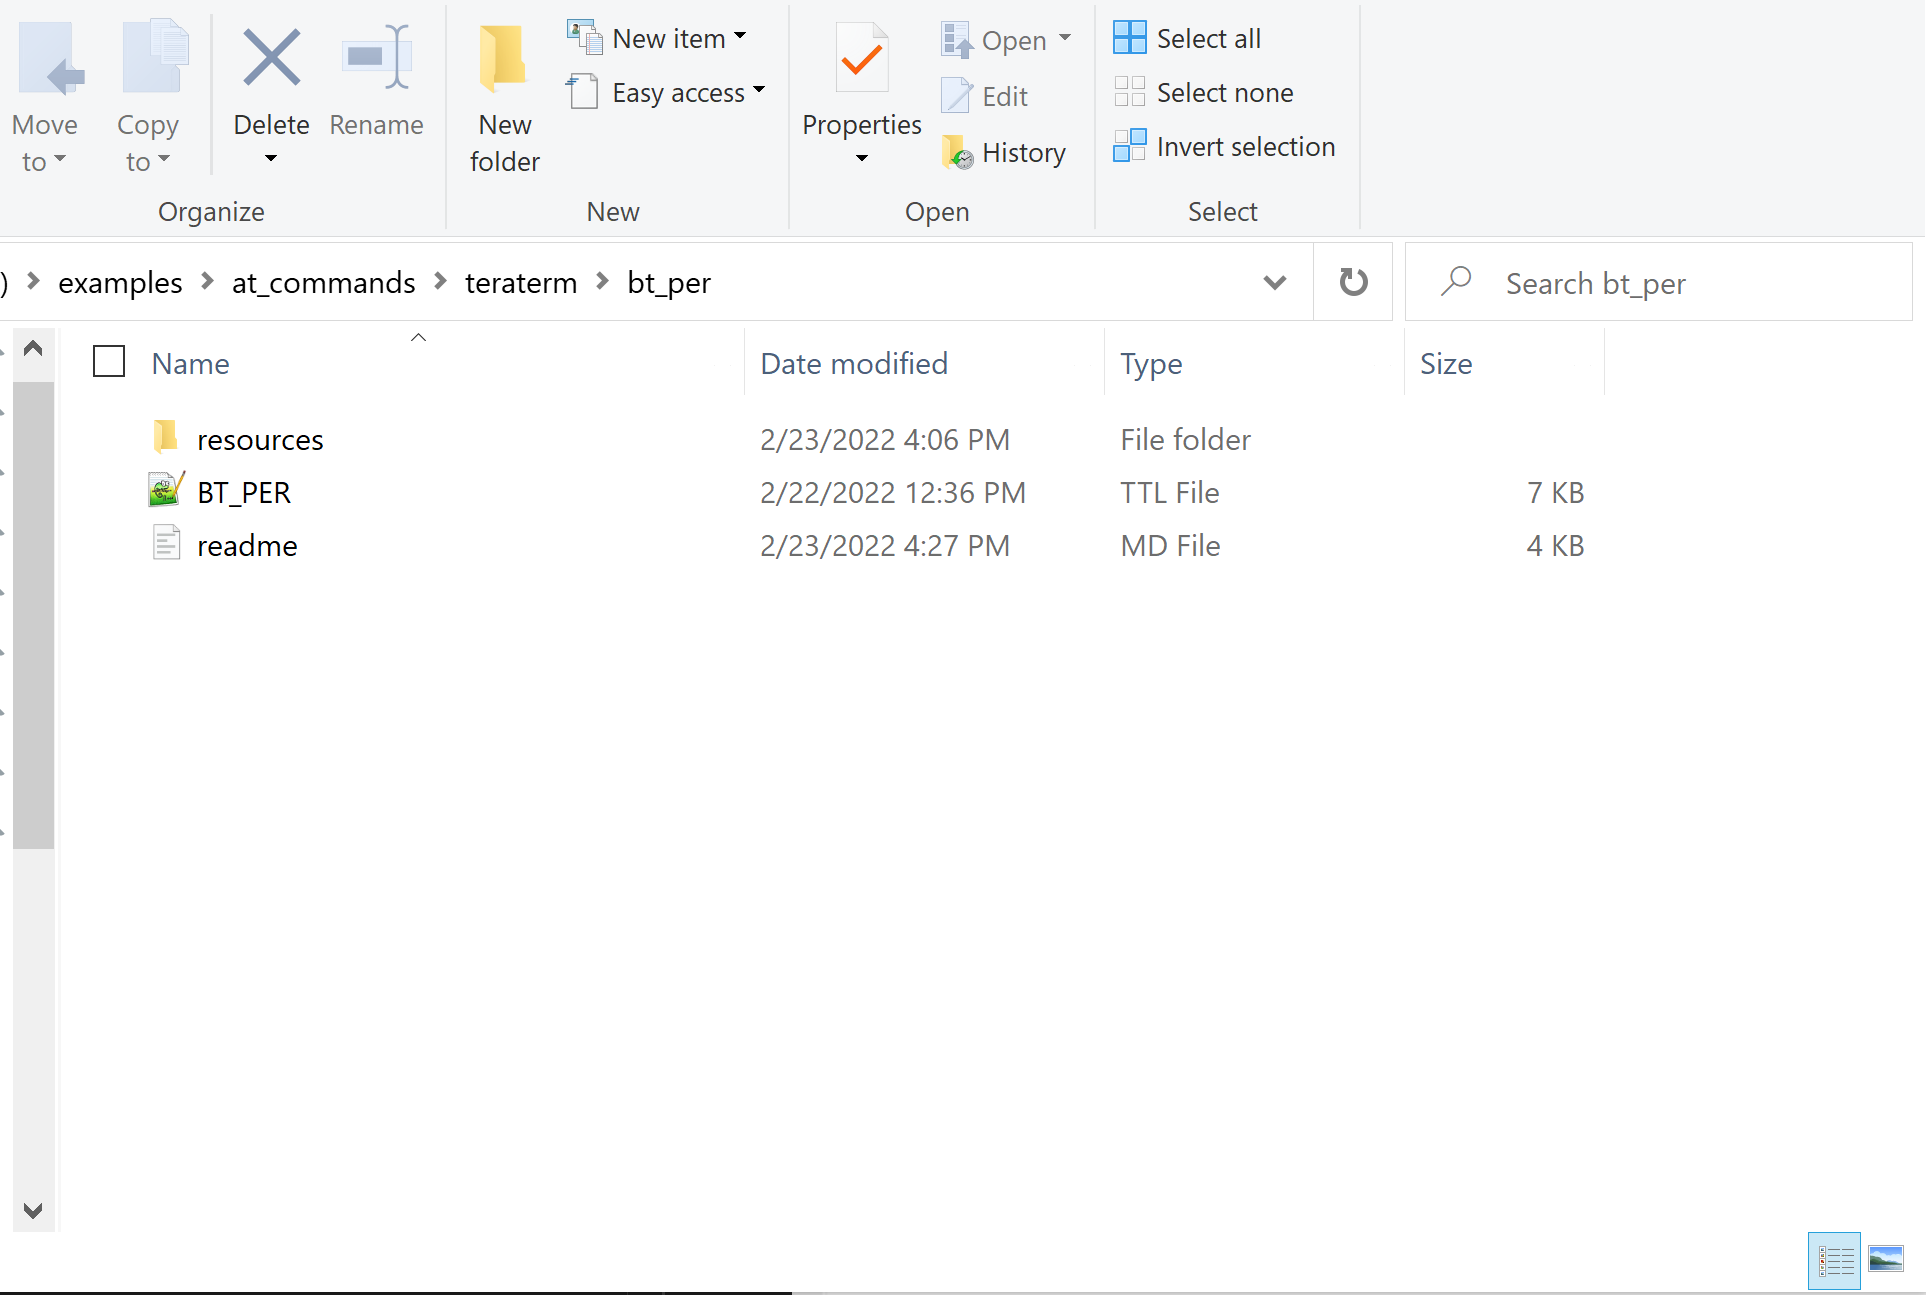 Move to
Copy to
Delete
Rename
Organize
New folder
New item
Easy access
New
Properties
Open
Edit
History
Open
Select all
Select none
Invert selection
Select
) > examples > at_commands > teraterm > bt_per
Search bt_per
Name Date modified Type Size
resources 2/23/2022 4:06 PM File folder
BT_PER 2/22/2022 12:36 PM TTL File 7 KB
readme 2/23/2022 4:27 PM MD File 4 KB